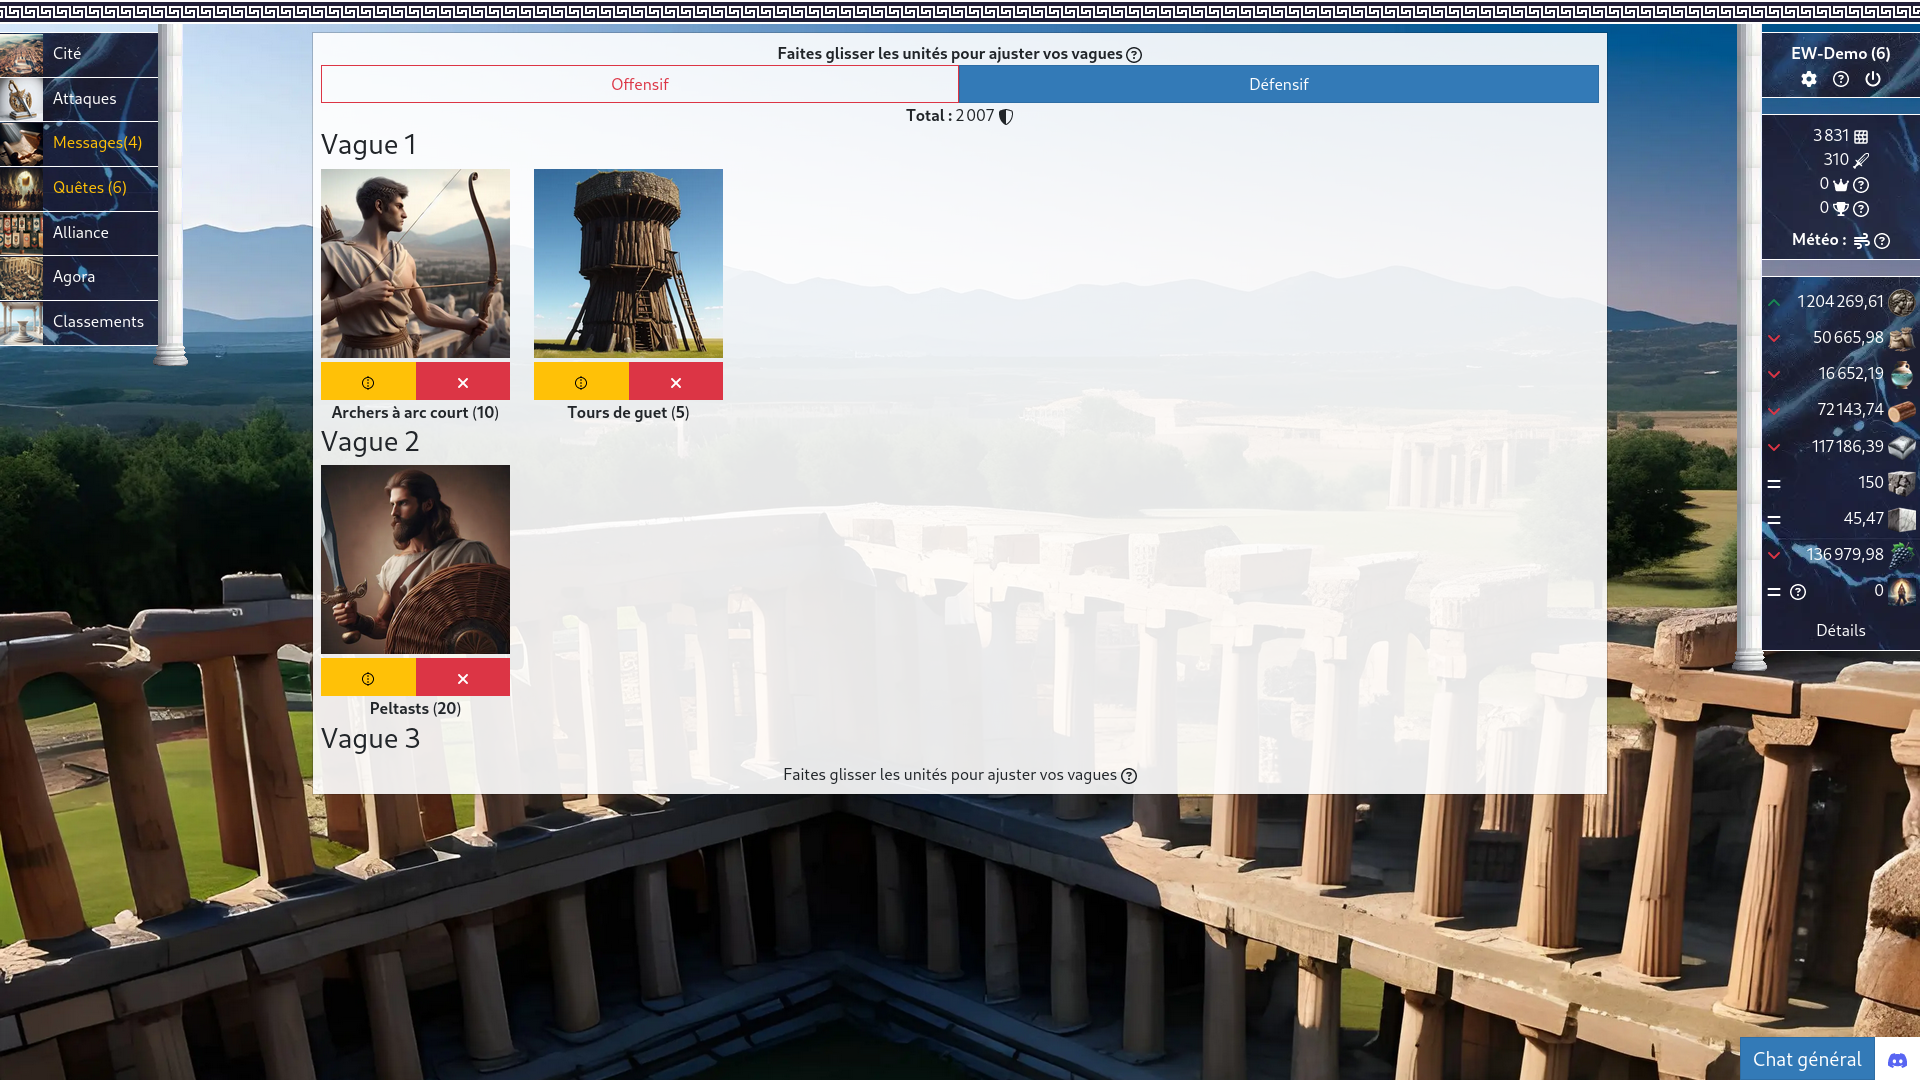 Cité
Attaques
Messages(4)
Quêtes (6)
Alliance
Agora
Classements
Faites glisser les unités pour ajuster vos vagues
Offensif
Défensif
Total : 2 007
Vague 1
Archers à arc court (10)
Tours de guet (5)
Vague 2
Peltasts (20)
Vague 3
Faites glisser les unités pour ajuster vos vagues
EW-Demo (6)
3 831
310
0
0
Météo :
1 204 269,61
50 665,98
16 652,19
72 143,74
117 186,39
150
45,47
136 979,98
0
Détails
Chat général